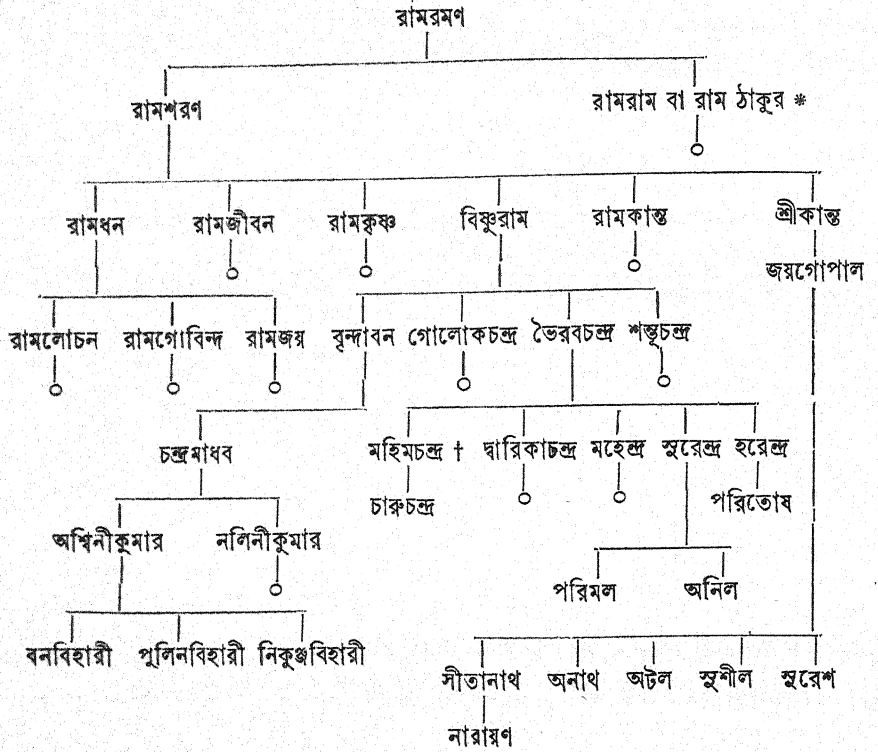 রামরমণ
রামশরণ রামরাম বা রাম ঠাকুর *
রামধন রামজীবন রামকৃষ্ণ বিষ্ণুরাম রামকান্ত শ্রীকান্ত
জয়গোপাল
রামলোচন রামগোবিন্দ রামজয় বৃন্দাবন গোলোকচন্দ্র ভৈরবচন্দ্র শম্ভূচন্দ্র
চন্দ্রমাধব মহিমচন্দ্র † দ্বারিকাচন্দ্র মহেন্দ্র সুরেন্দ্র হরেন্দ্র
চারুচন্দ্র পরিতোষ
অশ্বিনীকুমার নলিনীকুমার
পরিমল অনিল
বনবিহারী পুলিনবিহারী নিকুঞ্জবিহারী
সীতানাথ অনাথ অটল সুশীল সুরেশ
নারায়ণ